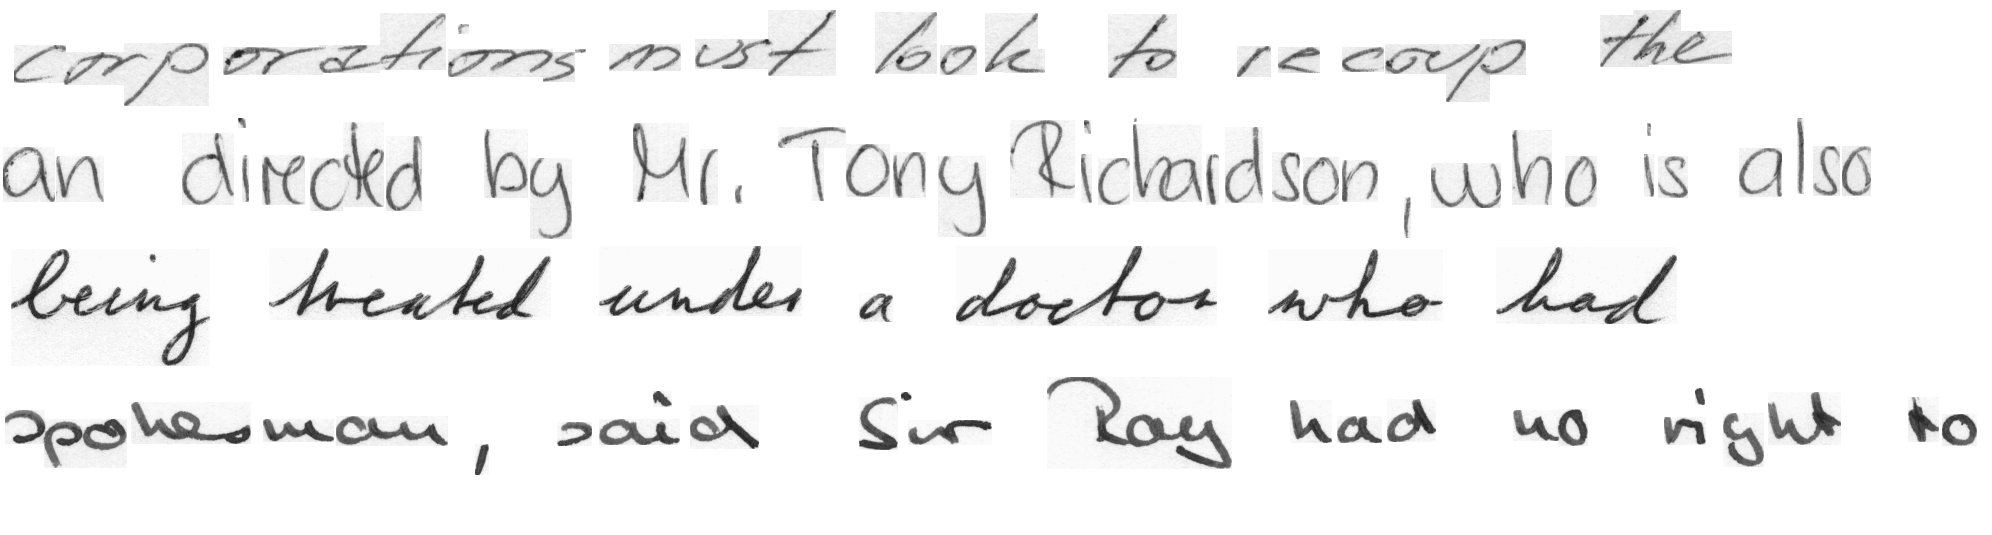 corporations must look to recoup the
an directed by Mr. Tony Richardson, who is also
being treated under a doctor who had
spokesman, said Sir Ray had no right to